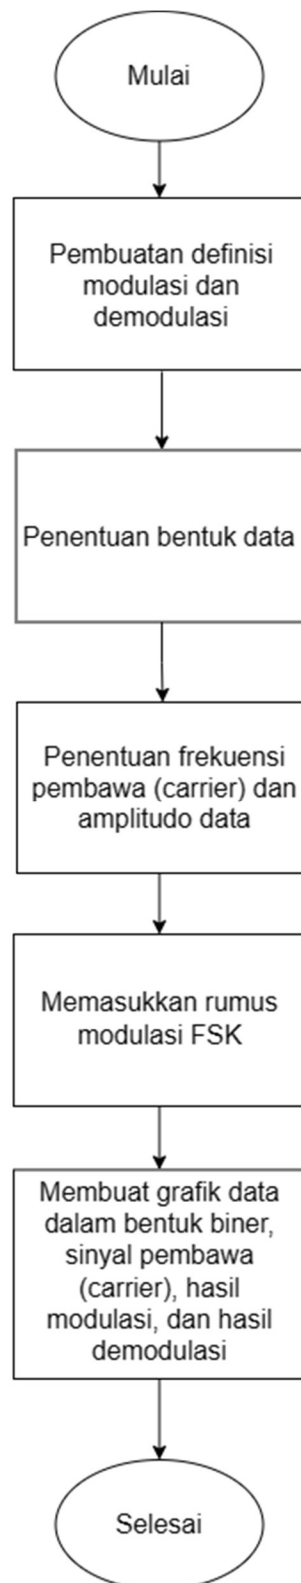 Mulai
Pembuatan definisi
modulasi dan
demodulasi
Penentuan bentuk data
Penentuan frekuensi
pembawa (carrier) dan
amplitudo data
Memasukkan rumus
modulasi FSK
Membuat grafik data
dalam bentuk biner,
sinyal pembawa
(carrier), hasil
modulasi, dan hasil
demodulasi
Selesai